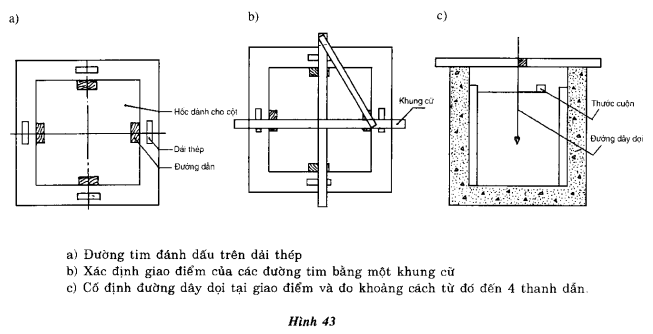 a)
b)
c)
Hốc dành cho cột
Dải thép
Đường dẫn
Khung cữ
Thước cuộn
Đường dây dọi
a) Đường tim đánh dấu trên dải thép
b) Xác định giao điểm của các đường tim bằng một khung cữ
c) Cố định đường dây dọi tại giao điểm và đo khoảng cách từ đó đến 4 thanh dẫn.
Hình 43